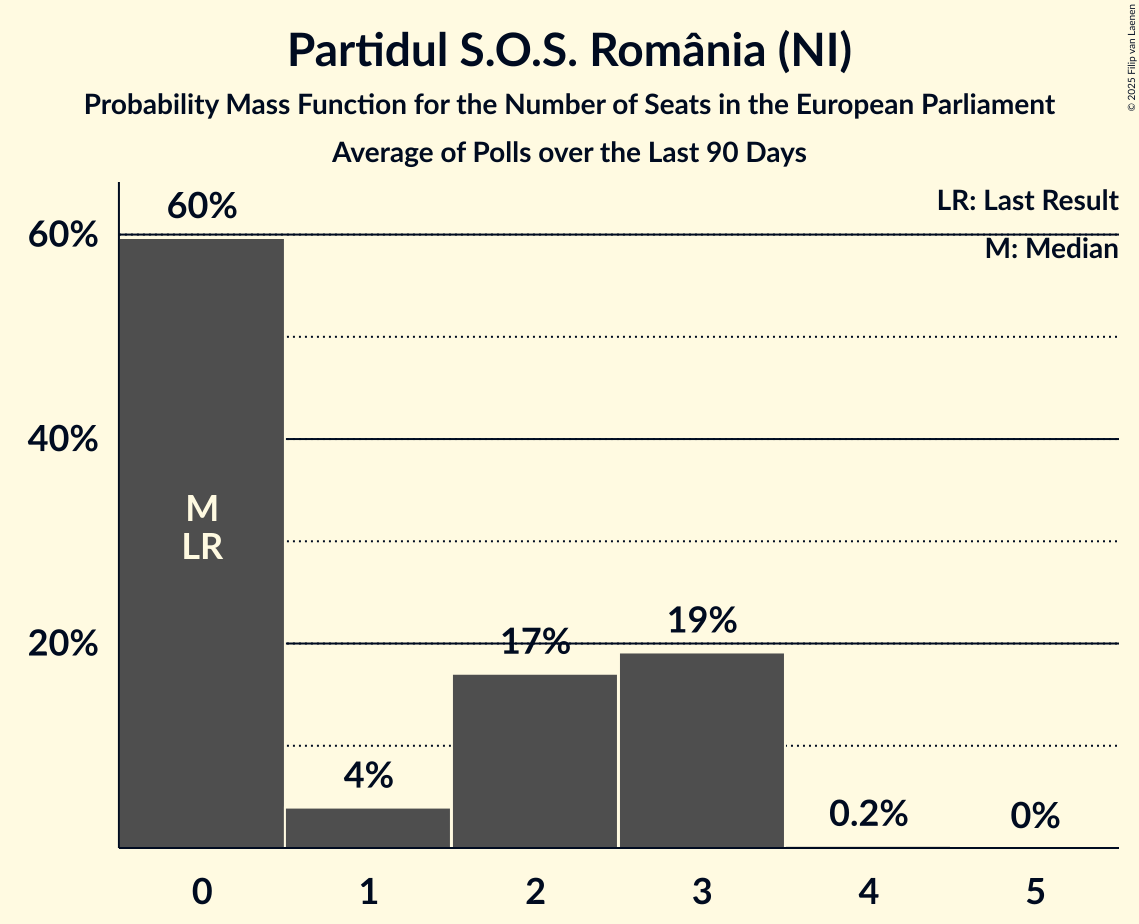 Partidul S.O.S. România (NI)
Probability Mass Function for the Number of Seats in the European Parliament
Average of Polls over the Last 90 Days
© 2025 Filip van Laenen
LR: Last Result
M: Median
60%
60%
40%
20%
M
LR
4%
17%
19%
0.2%
0%
0 1 2 3 4 5